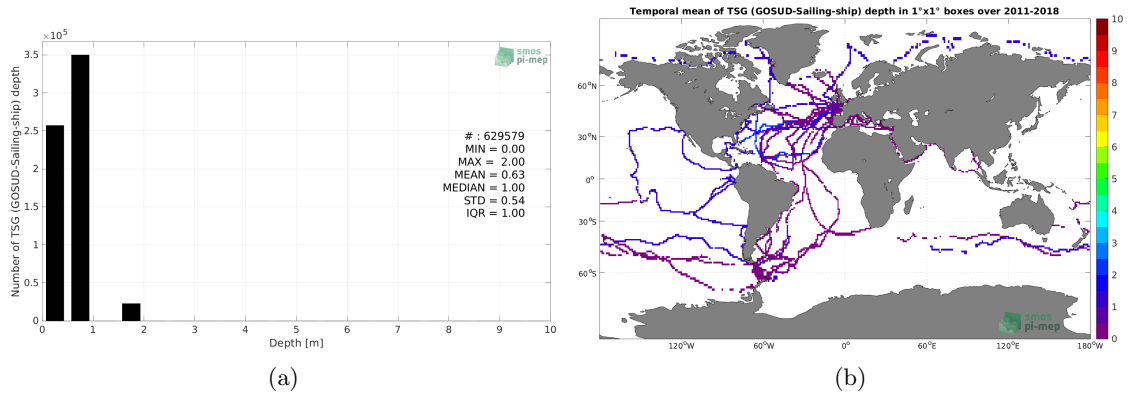 ×10⁵
3.5
3
2.5
2
1.5
1
0.5
0
Number of TSG (GOSUD-Sailing-ship) depth
0 1 2 3 4 5 6 7 8 9 10
Depth [m]
smos
pi-mep
# : 629579
MIN = 0.00
MAX = 2.00
MEAN = 0.63
MEDIAN = 1.00
STD = 0.54
IQR = 1.00
(a)
Temporal mean of TSG (GOSUD-Sailing-ship) depth in 1°x1° boxes over 2011-2018
60°N
30°N
0°
30°S
60°S
120°W 60°W 0° 60°E 120°E 180°W
smos
pi-mep
10
9
8
7
6
5
4
3
2
1
0
(b)